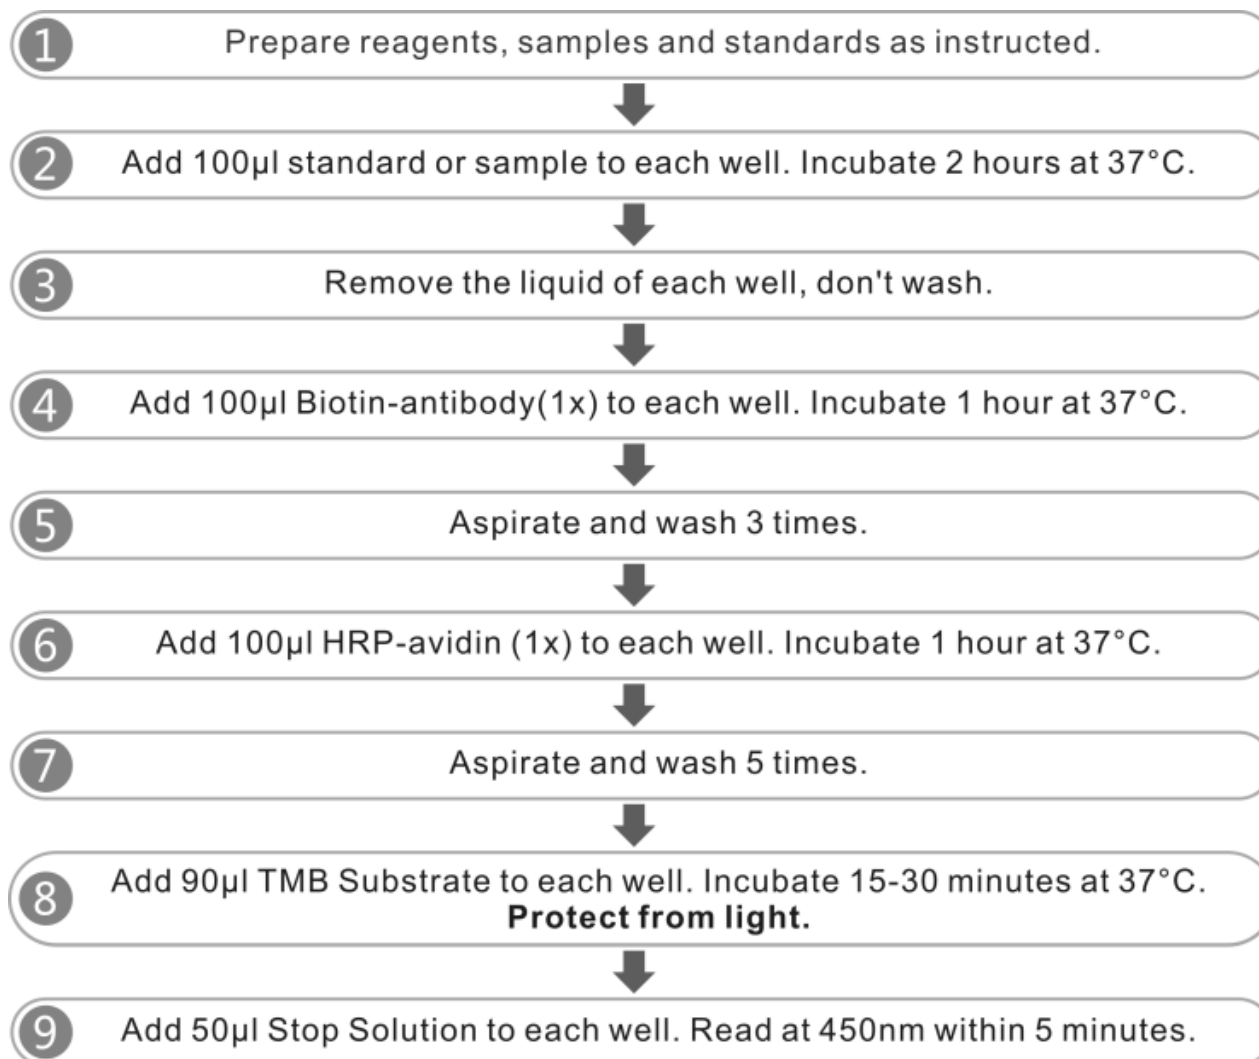 1 Prepare reagents, samples and standards as instructed.
2 Add 100μl standard or sample to each well. Incubate 2 hours at 37°C.
3 Remove the liquid of each well, don't wash.
4 Add 100μl Biotin-antibody(1x) to each well. Incubate 1 hour at 37°C.
5 Aspirate and wash 3 times.
6 Add 100μl HRP-avidin (1x) to each well. Incubate 1 hour at 37°C.
7 Aspirate and wash 5 times.
8 Add 90μl TMB Substrate to each well. Incubate 15-30 minutes at 37°C.
Protect from light.
9 Add 50μl Stop Solution to each well. Read at 450nm within 5 minutes.